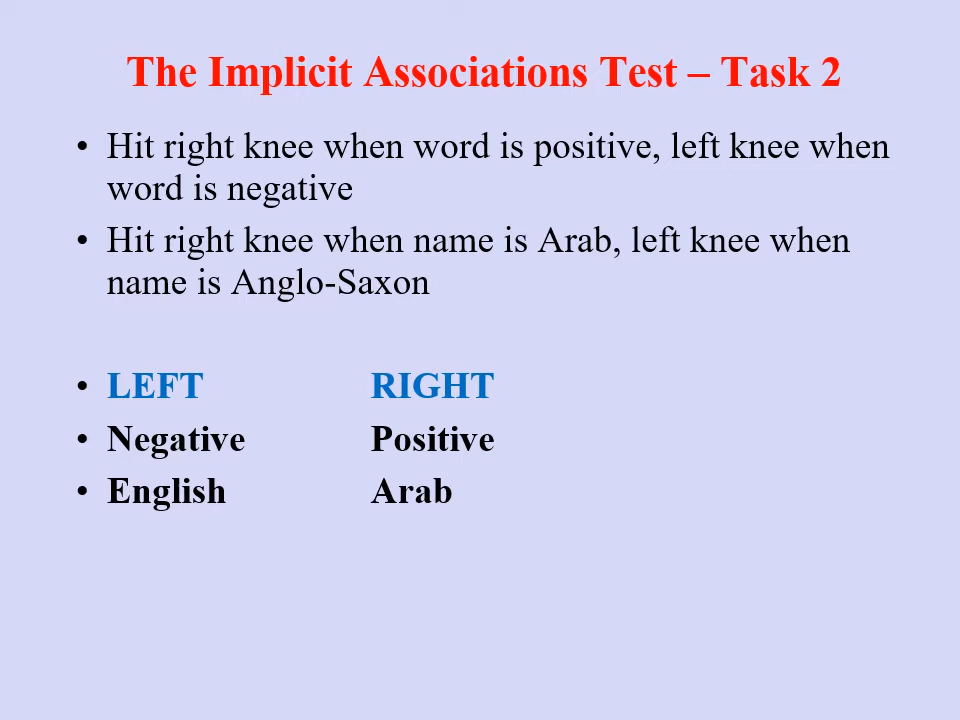 The Implicit Associations Test – Task 2
• Hit right knee when word is positive, left knee when
word is negative
• Hit right knee when name is Arab, left knee when
name is Anglo-Saxon
• LEFT RIGHT
• Negative Positive
• English Arab